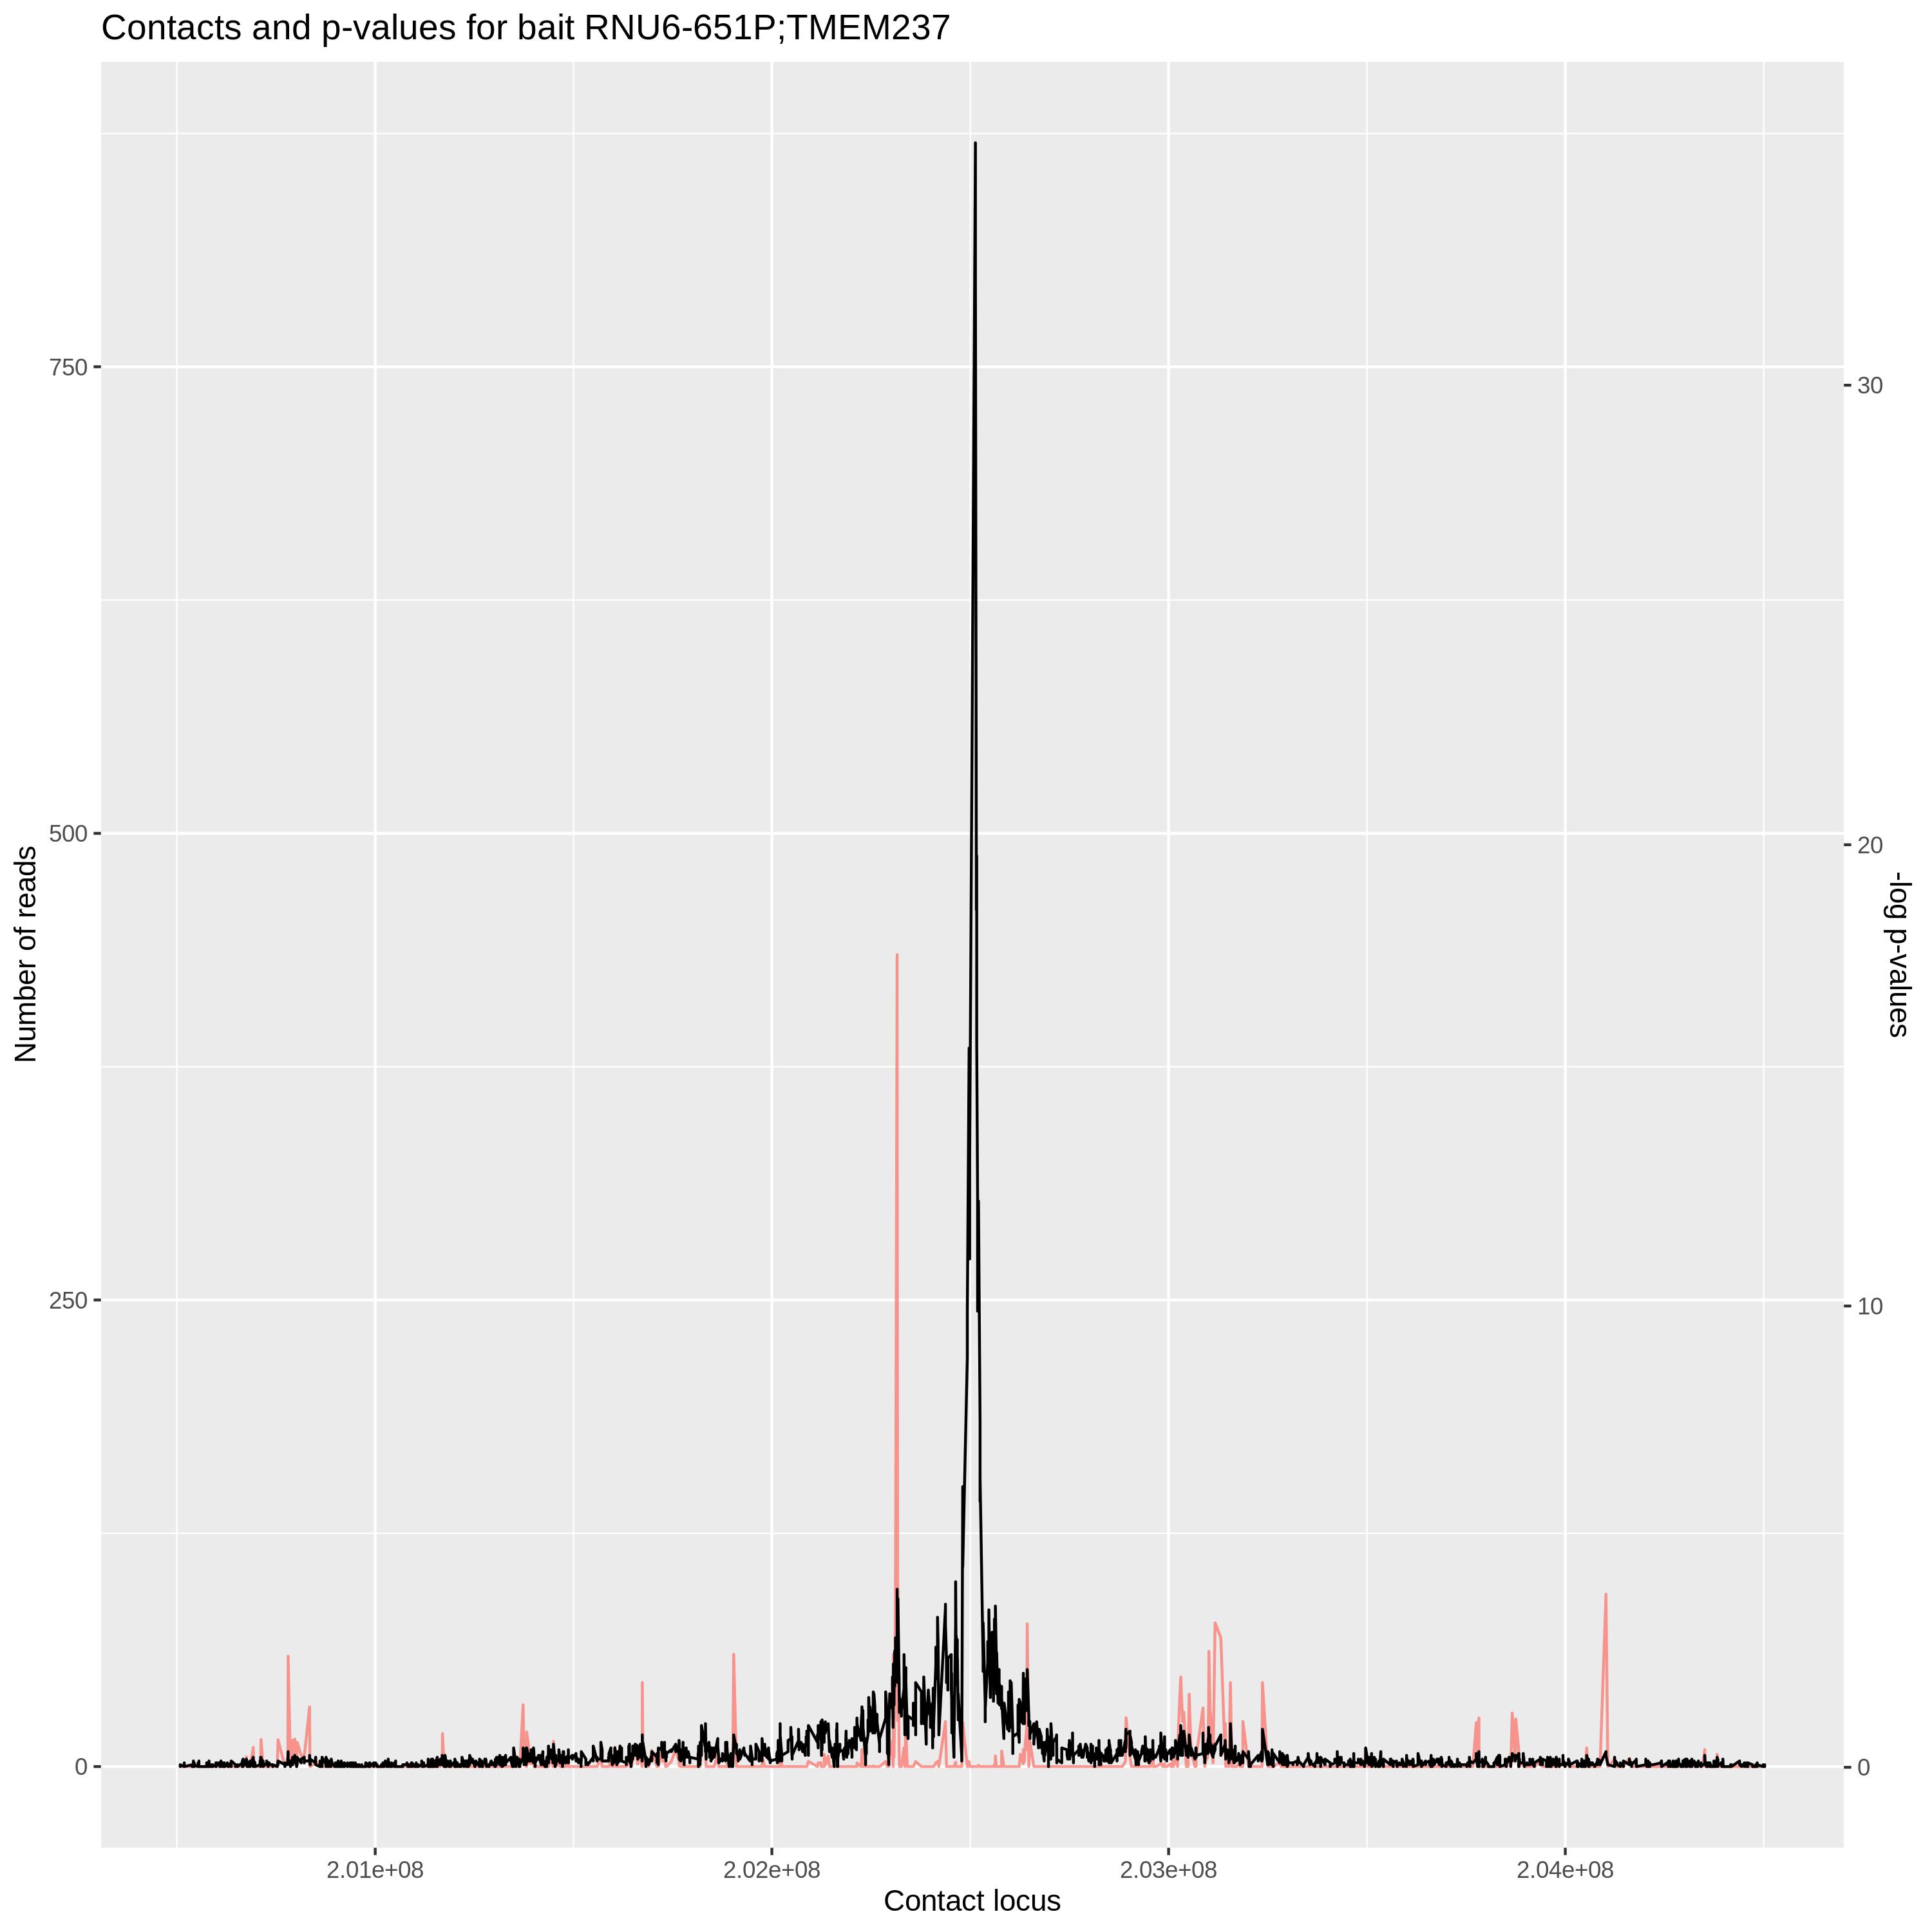 Contacts and p-values for bait RNU6-651P;TMEM237
750
500
250
0
30
20
10
0
Number of reads
-log p-values
2.01e+08 2.02e+08 2.03e+08 2.04e+08
Contact locus